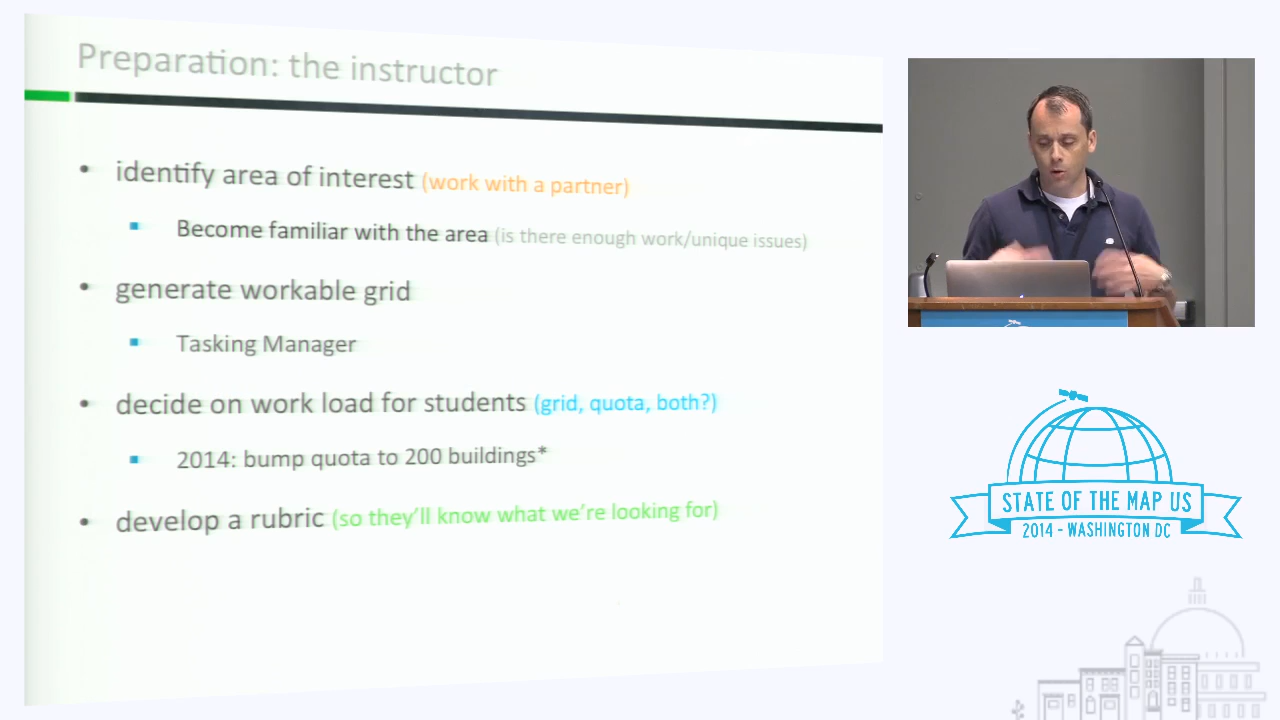 Preparation: the instructor
• identify area of interest (work with a partner)
▪ Become familiar with the area (is there enough work/unique issues)
• generate workable grid
▪ Tasking Manager
• decide on work load for students (grid, quota, both?)
▪ 2014: bump quota to 200 buildings*
• develop a rubric (so they'll know what we're looking for)
STATE OF THE MAP US
2014 - WASHINGTON DC